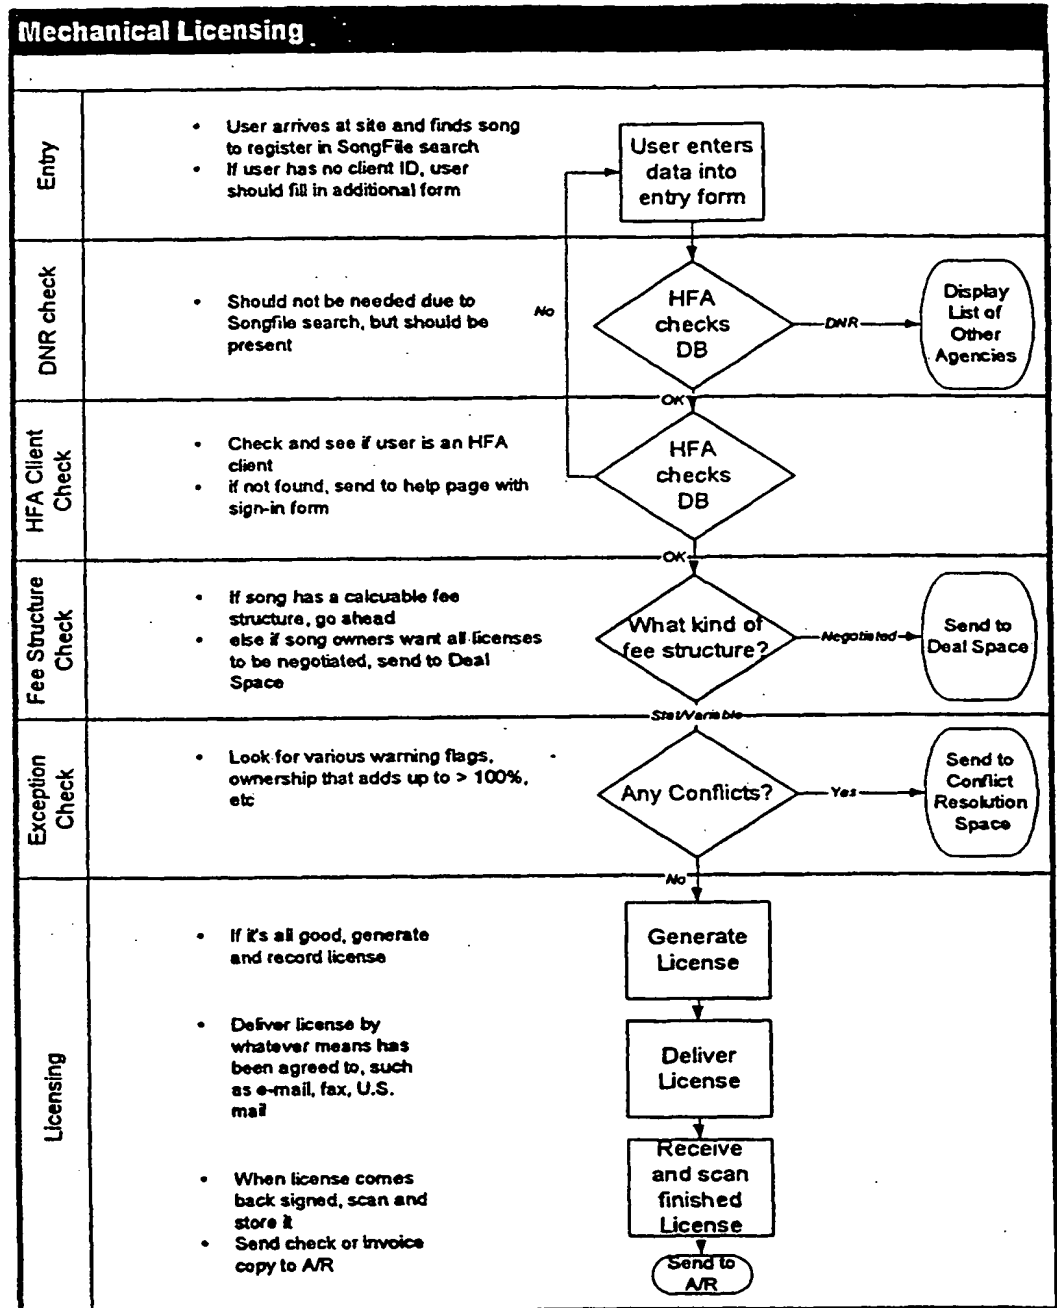 Mechanical Licensing
Entry
• User arrives at site and finds song
to register in SongFile search
• If user has no client ID, user
should fill in additional form
User enters
data into
entry form
DNR check
• Should not be needed due to
Songfile search, but should be
present
No
HFA
checks
DB
DNR
Display
List of
Other
Agencies
OK
HFA Client
Check
• Check and see if user is an HFA
client
• if not found, send to help page with
sign-in form
HFA
checks
DB
OK
Fee Structure
Check
• If song has a calcuable fee
structure, go ahead
• else if song owners want all licenses
to be negotiated, send to Deal
Space
What kind of
fee structure?
Negotiated
Send to
Deal Space
Stat/Variable
Exception
Check
• Look for various warning flags,
ownership that adds up to > 100%,
etc
Any Conflicts?
Yes
Send to
Conflict
Resolution
Space
No
Licensing
• If it's all good, generate
and record license
Generate
License
• Deliver license by
whatever means has
been agreed to, such
as e-mail, fax, U.S.
mail
Deliver
License
• When license comes
back signed, scan and
store it
• Send check or invoice
copy to A/R
Receive
and scan
finished
License
Send to
A/R